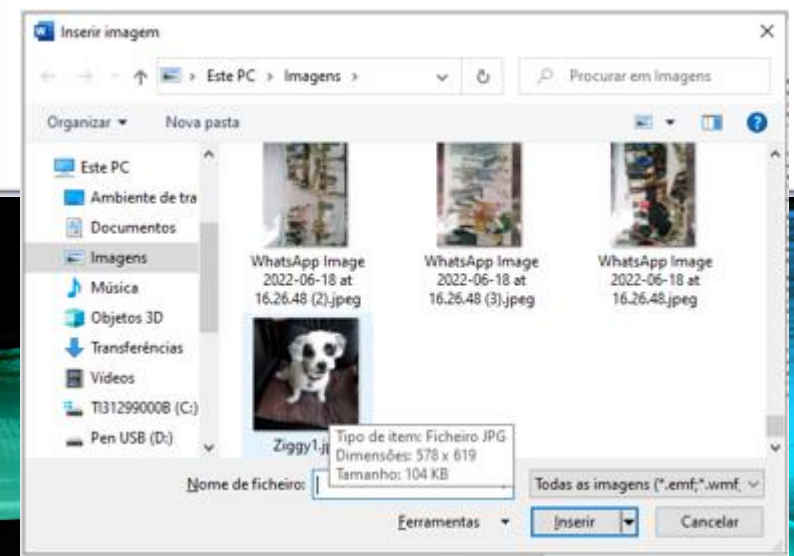 Inserir imagem
Este PC > Imagens >
Procurar em Imagens
Organizar
Nova pasta
Este PC
Ambiente de tra
Documentos
Imagens
Música
Objetos 3D
Transferências
Vídeos
TI31299000B (C:)
Pen USB (D:)
WhatsApp Image
2022-06-18 at
16.26.48 (2).jpeg
WhatsApp Image
2022-06-18 at
16.26.48 (3).jpeg
WhatsApp Image
2022-06-18 at
16.26.48.jpeg
Ziggy1.j
Tipo de item: Ficheiro JPG
Dimensões: 578 x 619
Tamanho: 104 KB
Nome de ficheiro:
Todas as imagens (*.emf;*.wmf;
Ferramentas
Inserir
Cancelar